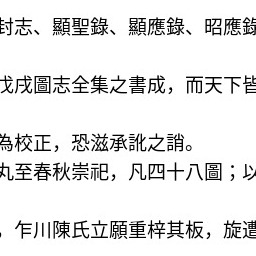 封志、顯聖錄、顯應錄、昭應錄
戊戌圖志全集之書成，而天下皆
為校正，恐滋承訛之誚。
丸至春秋崇祀，凡四十八圖；以
，乍川陳氏立願重梓其板，旋遭